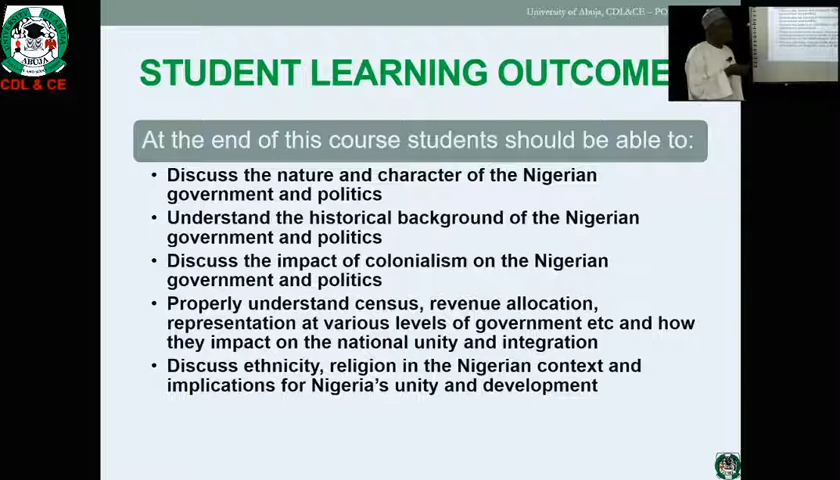 University of Abuja, CDL&CE – PO
ABUJA
CDL & CE
STUDENT LEARNING OUTCOME
At the end of this course students should be able to:
• Discuss the nature and character of the Nigerian
government and politics
• Understand the historical background of the Nigerian
government and politics
• Discuss the impact of colonialism on the Nigerian
government and politics
• Properly understand census, revenue allocation,
representation at various levels of government etc and how
they impact on the national unity and integration
• Discuss ethnicity, religion in the Nigerian context and
implications for Nigeria's unity and development